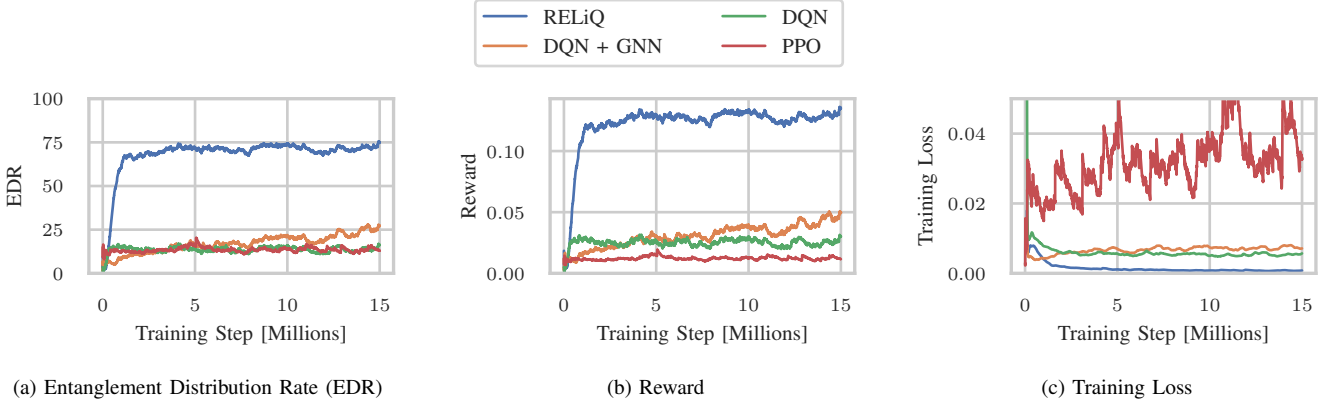 RELiQ
DQN
DQN + GNN
PPO
100
75
50
25
0
EDR
0
5
10
15
Training Step [Millions]
(a) Entanglement Distribution Rate (EDR)
0.10
0.05
0.00
Reward
0
5
10
15
Training Step [Millions]
(b) Reward
0.04
0.02
0.00
Training Loss
0
5
10
15
Training Step [Millions]
(c) Training Loss